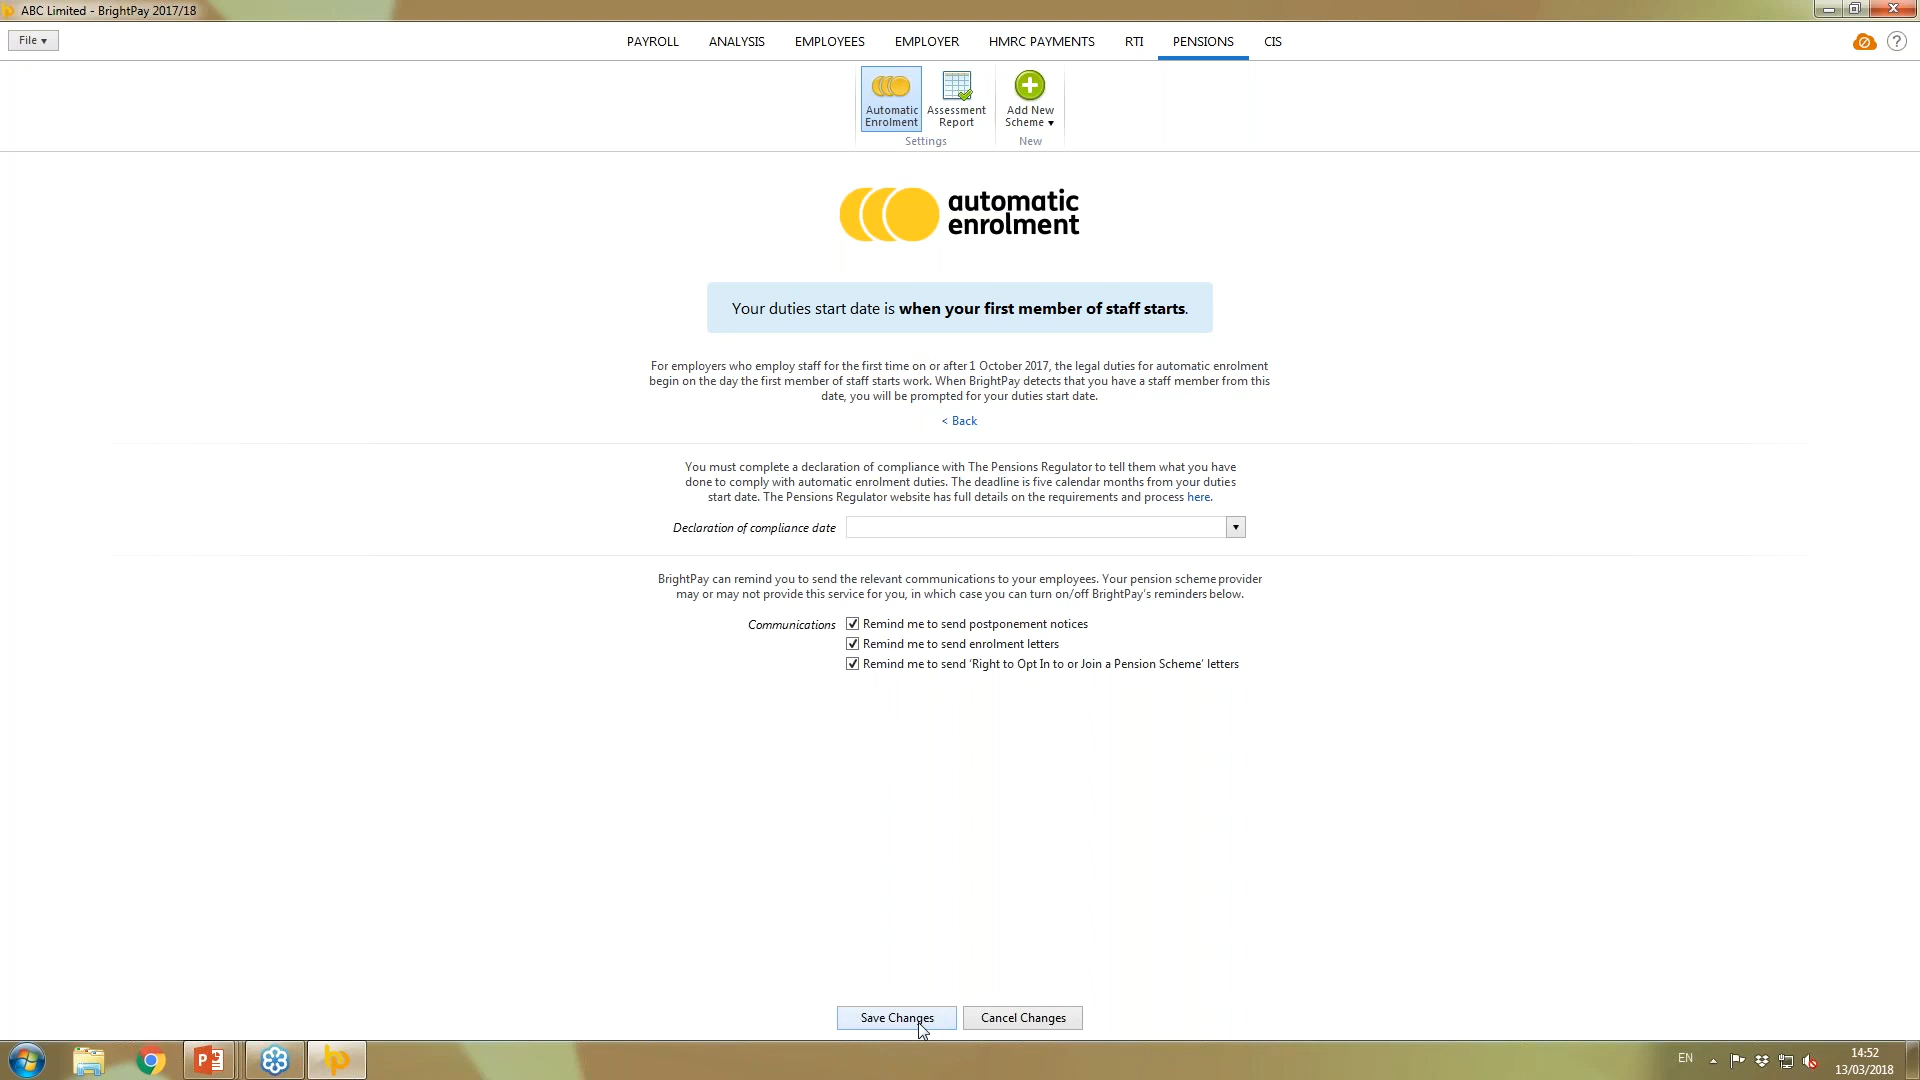 ABC Limited - BrightPay 2017/18
File
PAYROLL ANALYSIS EMPLOYEES EMPLOYER HMRC PAYMENTS RTI PENSIONS CIS
?
Automatic Enrolment
Assessment Report
Add New Scheme
Settings
New
automatic
enrolment
Your duties start date is when your first member of staff starts.
For employers who employ staff for the first time on or after 1 October 2017, the legal duties for automatic enrolment
begin on the day the first member of staff starts work. When BrightPay detects that you have a staff member from this
date, you will be prompted for your duties start date.
< Back
You must complete a declaration of compliance with The Pensions Regulator to tell them what you have
done to comply with automatic enrolment duties. The deadline is five calendar months from your duties
start date. The Pensions Regulator website has full details on the requirements and process here.
Declaration of compliance date
BrightPay can remind you to send the relevant communications to your employees. Your pension scheme provider
may or may not provide this service for you, in which case you can turn on/off BrightPay's reminders below.
Communications
Remind me to send postponement notices
Remind me to send enrolment letters
Remind me to send ‘Right to Opt In to or Join a Pension Scheme’ letters
Save Changes
Cancel Changes
EN
14:52
13/03/2018